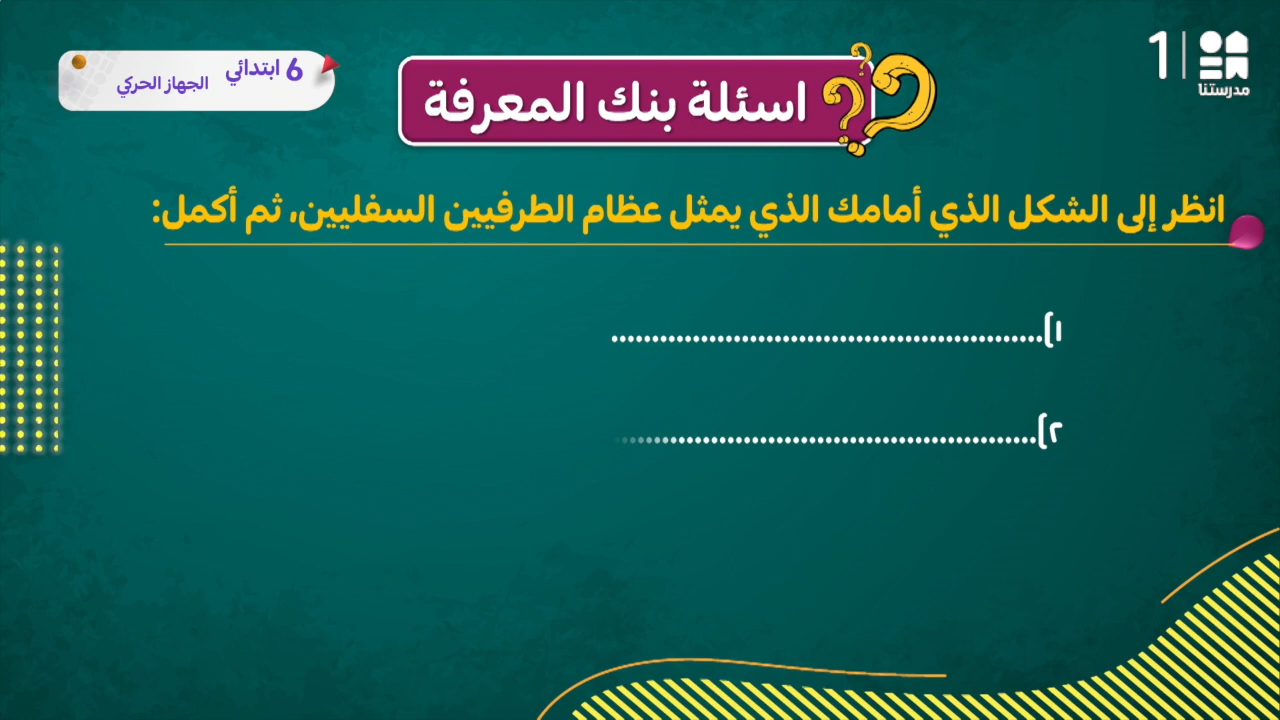 1
مدرستنا
6 ابتدائي
الجهاز الحركي
اسئلة بنك المعرفة
انظر إلى الشكل الذي أمامك الذي يمثل عظام الطرفيين السفليين، ثم أكمل:
١)......................................................
٢)......................................................